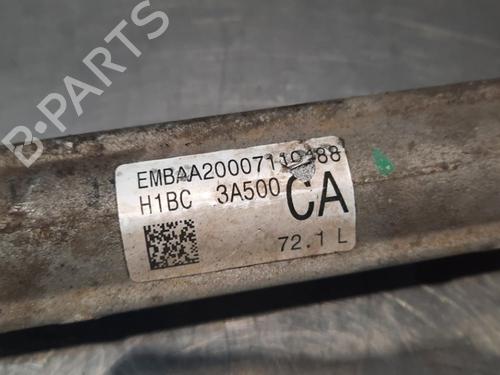 B-PARTS
EMBAA20007119488
H1BC 3A500 CA
72.1 L